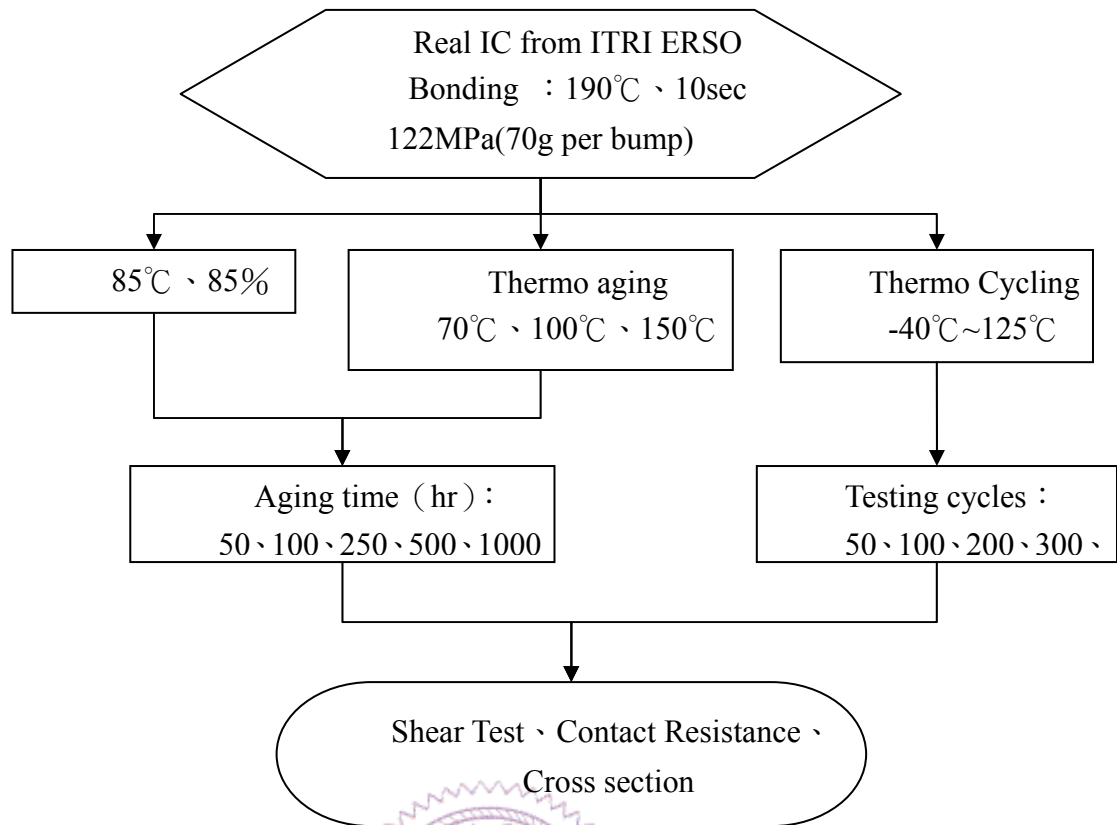 Real IC from ITRI ERSO
Bonding ：190℃、10sec
122MPa(70g per bump)
85℃、85％
Thermo aging
70℃、100℃、150℃
Thermo Cycling
-40℃~125℃
Aging time（hr）：
50、100、250、500、1000
Testing cycles：
50、100、200、300、
Shear Test、Contact Resistance、
Cross section